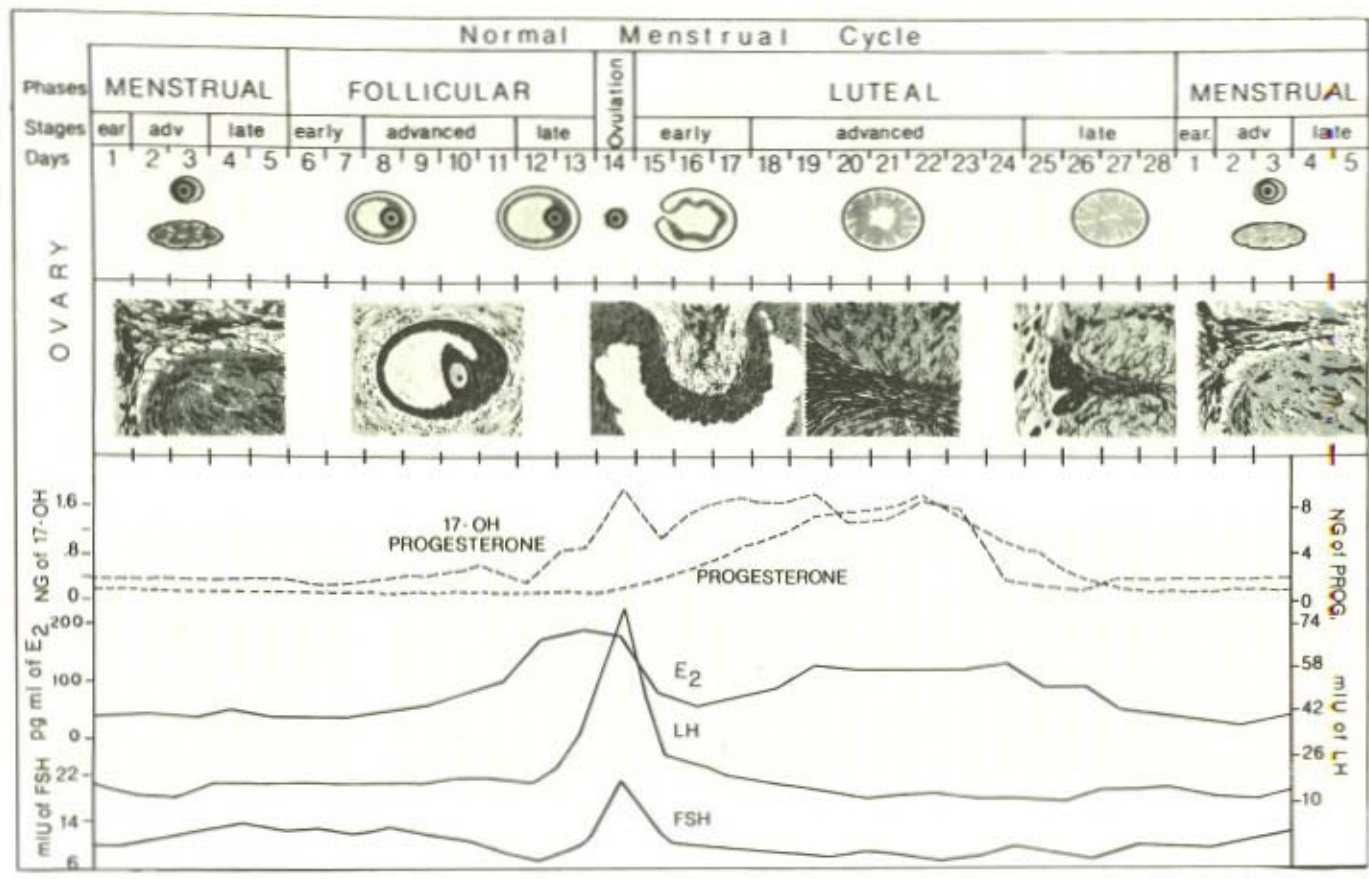 Normal Menstrual Cycle
Phases MENSTRUAL FOLLICULAR Ovulation LUTEAL MENSTRUAL
Stages ear adv late early advanced late early advanced late ear. adv late
Days 1 2 3 4 5 6 7 8 9 10 11 12 13 14 15 16 17 18 19 20 21 22 23 24 25 26 27 28 1 2 3 4 5
OVARY
NG of 17-OH
1.6
.8
0
17-OH
PROGESTERONE
PROGESTERONE
8
4
0
NG of PROG.
pg ml of E2
200
100
0
E2
LH
74
58
42
26
10
mIU of LH
mIU of FSH
22
14
6
FSH